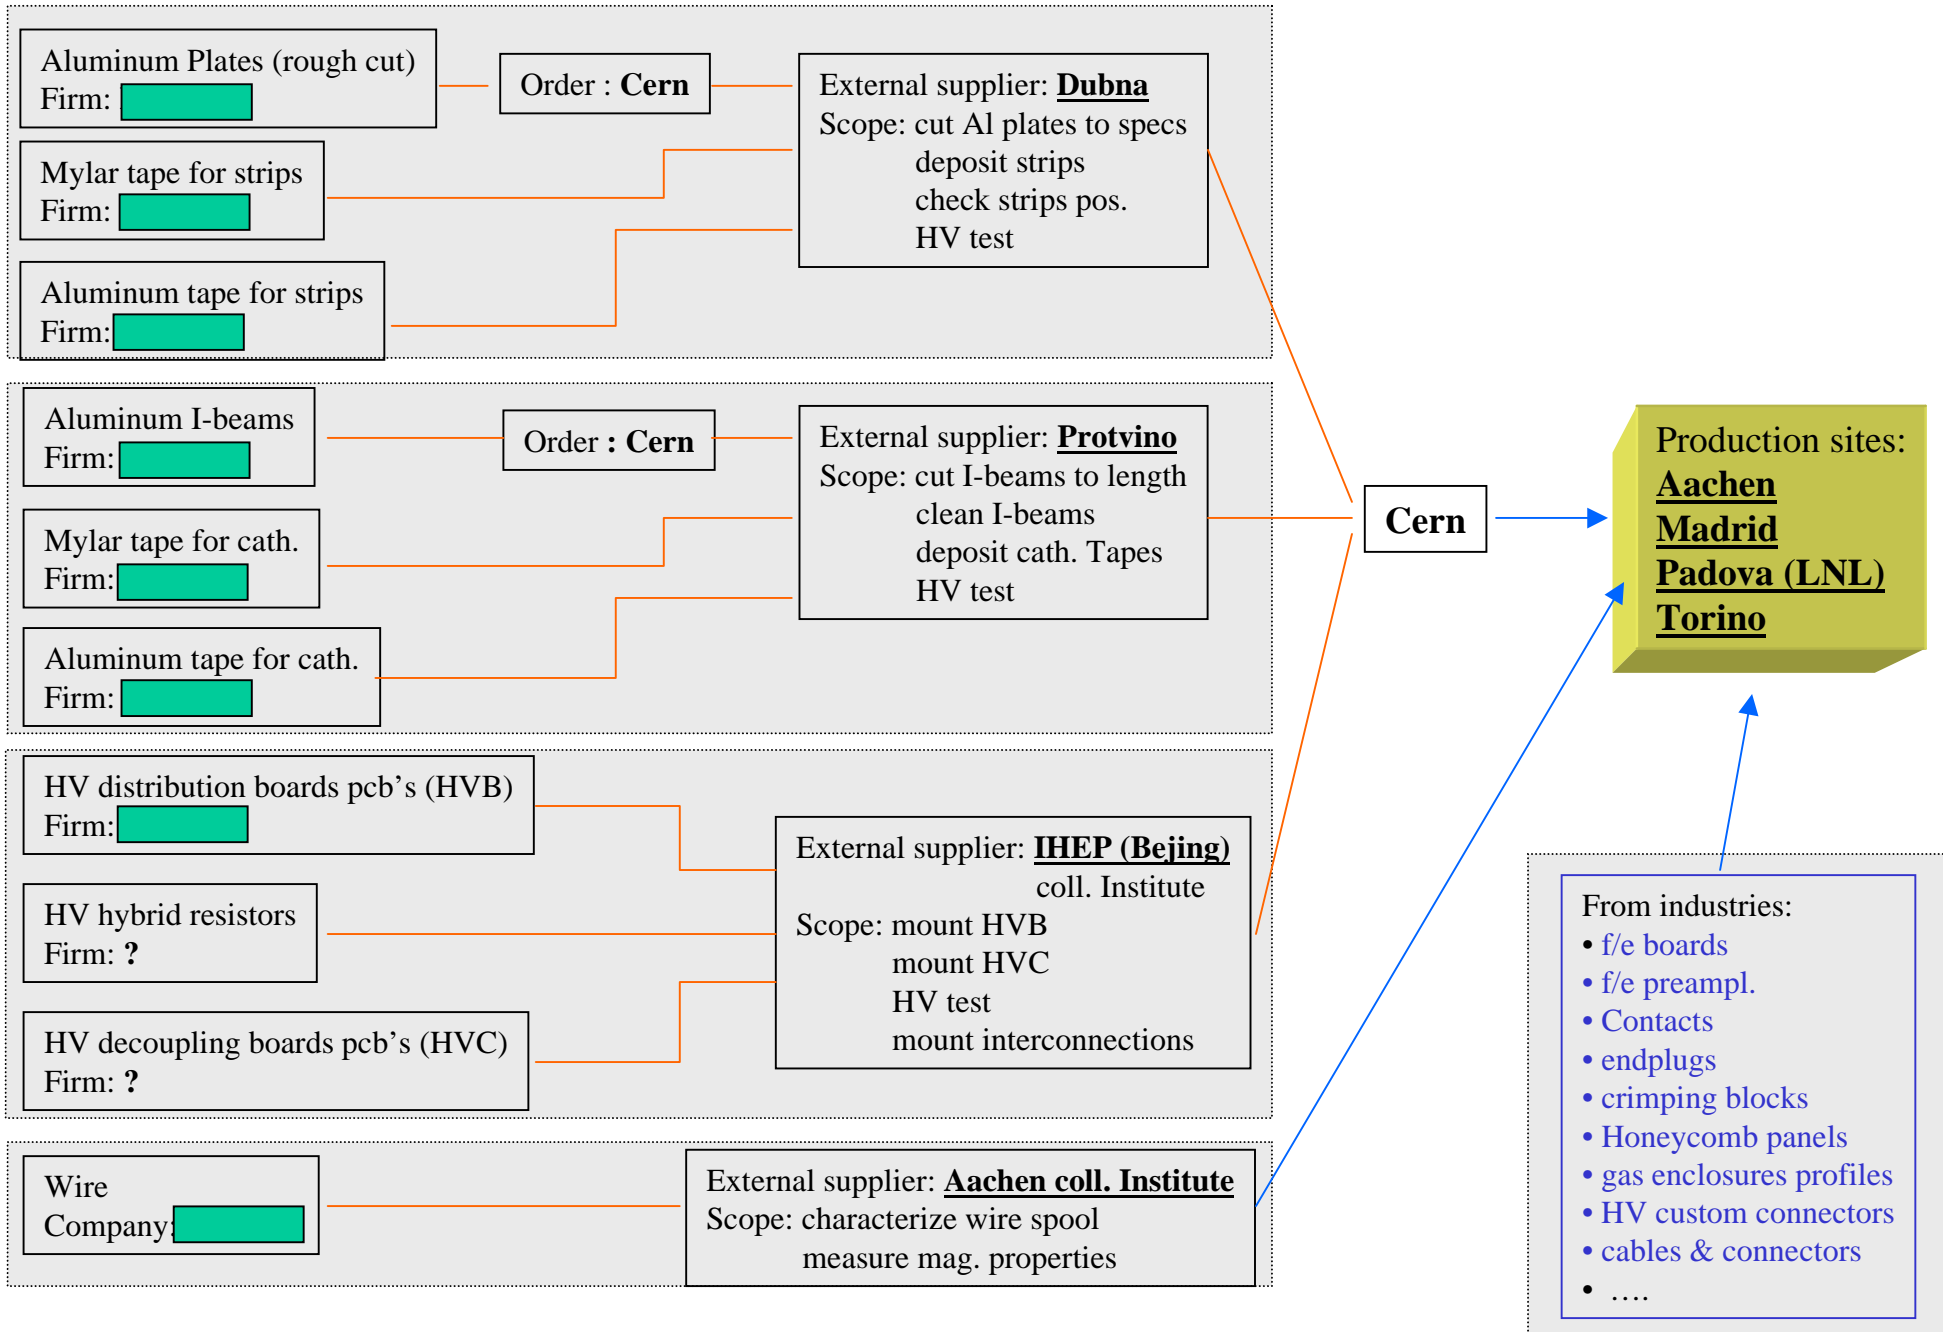 Aluminum Plates (rough cut)
Firm:
Order : Cern
External supplier: Dubna
Scope: cut Al plates to specs
deposit strips
check strips pos.
HV test
Mylar tape for strips
Firm:
Aluminum tape for strips
Firm:
Aluminum I-beams
Firm:
Order : Cern
External supplier: Protvino
Scope: cut I-beams to length
clean I-beams
deposit cath. Tapes
HV test
Mylar tape for cath.
Firm:
Aluminum tape for cath.
Firm:
HV distribution boards pcb's (HVB)
Firm:
HV hybrid resistors
Firm: ?
HV decoupling boards pcb's (HVC)
Firm: ?
External supplier: IHEP (Bejing)
coll. Institute
Scope: mount HVB
mount HVC
HV test
mount interconnections
Wire
Company:
External supplier: Aachen coll. Institute
Scope: characterize wire spool
measure mag. properties
Cern
Production sites:
Aachen
Madrid
Padova (LNL)
Torino
From industries:
• f/e boards
• f/e preampl.
• Contacts
• endplugs
• crimping blocks
• Honeycomb panels
• gas enclosures profiles
• HV custom connectors
• cables & connectors
• ….